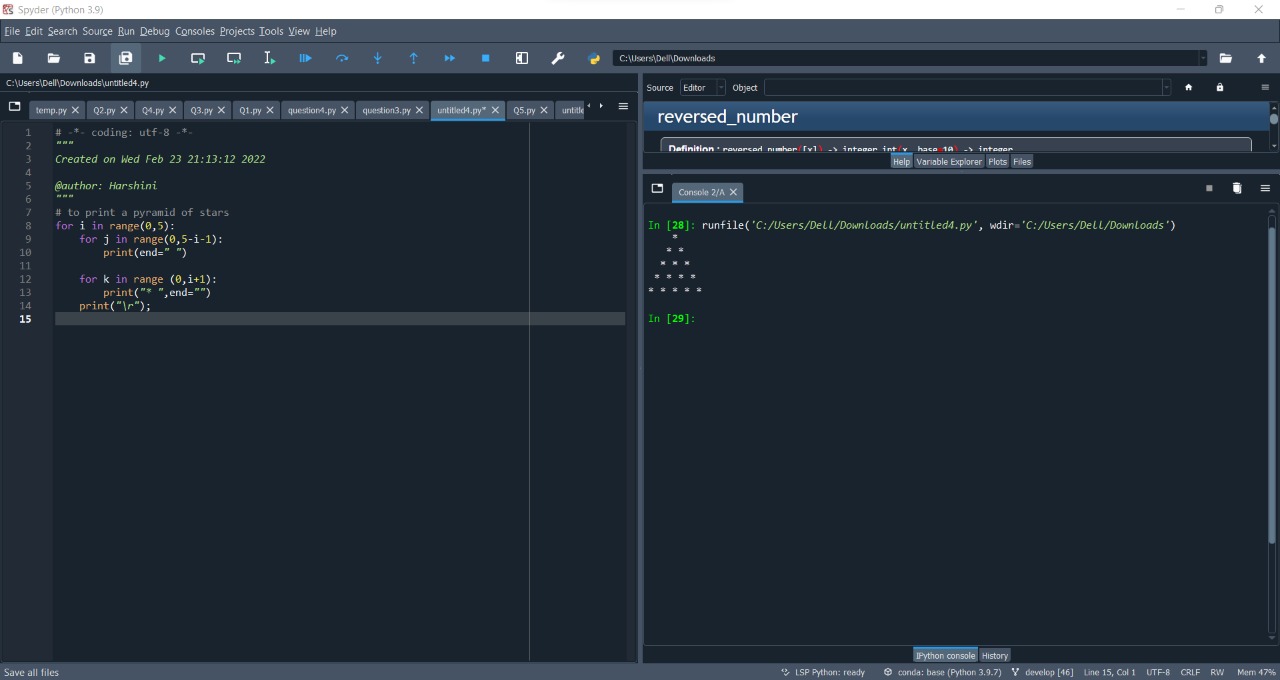 Spyder (Python 3.9)
File Edit Search Source Run Debug Consoles Projects Tools View Help
C:\Users\Dell\Downloads
C:\Users\Dell\Downloads\untitled4.py
temp.py Q2.py Q4.py Q3.py Q1.py question4.py question3.py untitled4.py* Q5.py untitle
1 # -*- coding: utf-8 -*-
2 """
3 Created on Wed Feb 23 21:13:12 2022
4
5 @author: Harshini
6 """
7 # to print a pyramid of stars
8 for i in range(0,5):
9     for j in range(0,5-i-1):
10         print(end=" ")
11
12     for k in range (0,i+1):
13         print("* ",end="")
14     print("\r");
15
Source Editor Object
reversed_number
Definition : reversed_number([x]) -> integer int(x, base=10) -> integer
Help Variable Explorer Plots Files
Console 2/A
In [28]: runfile('C:/Users/Dell/Downloads/untitled4.py', wdir='C:/Users/Dell/Downloads')
    *
   * *
  * * *
 * * * *
* * * * *
In [29]:
IPython console History
Save all files LSP Python: ready conda: base (Python 3.9.7) develop [46] Line 15, Col 1 UTF-8 CRLF RW Mem 47%